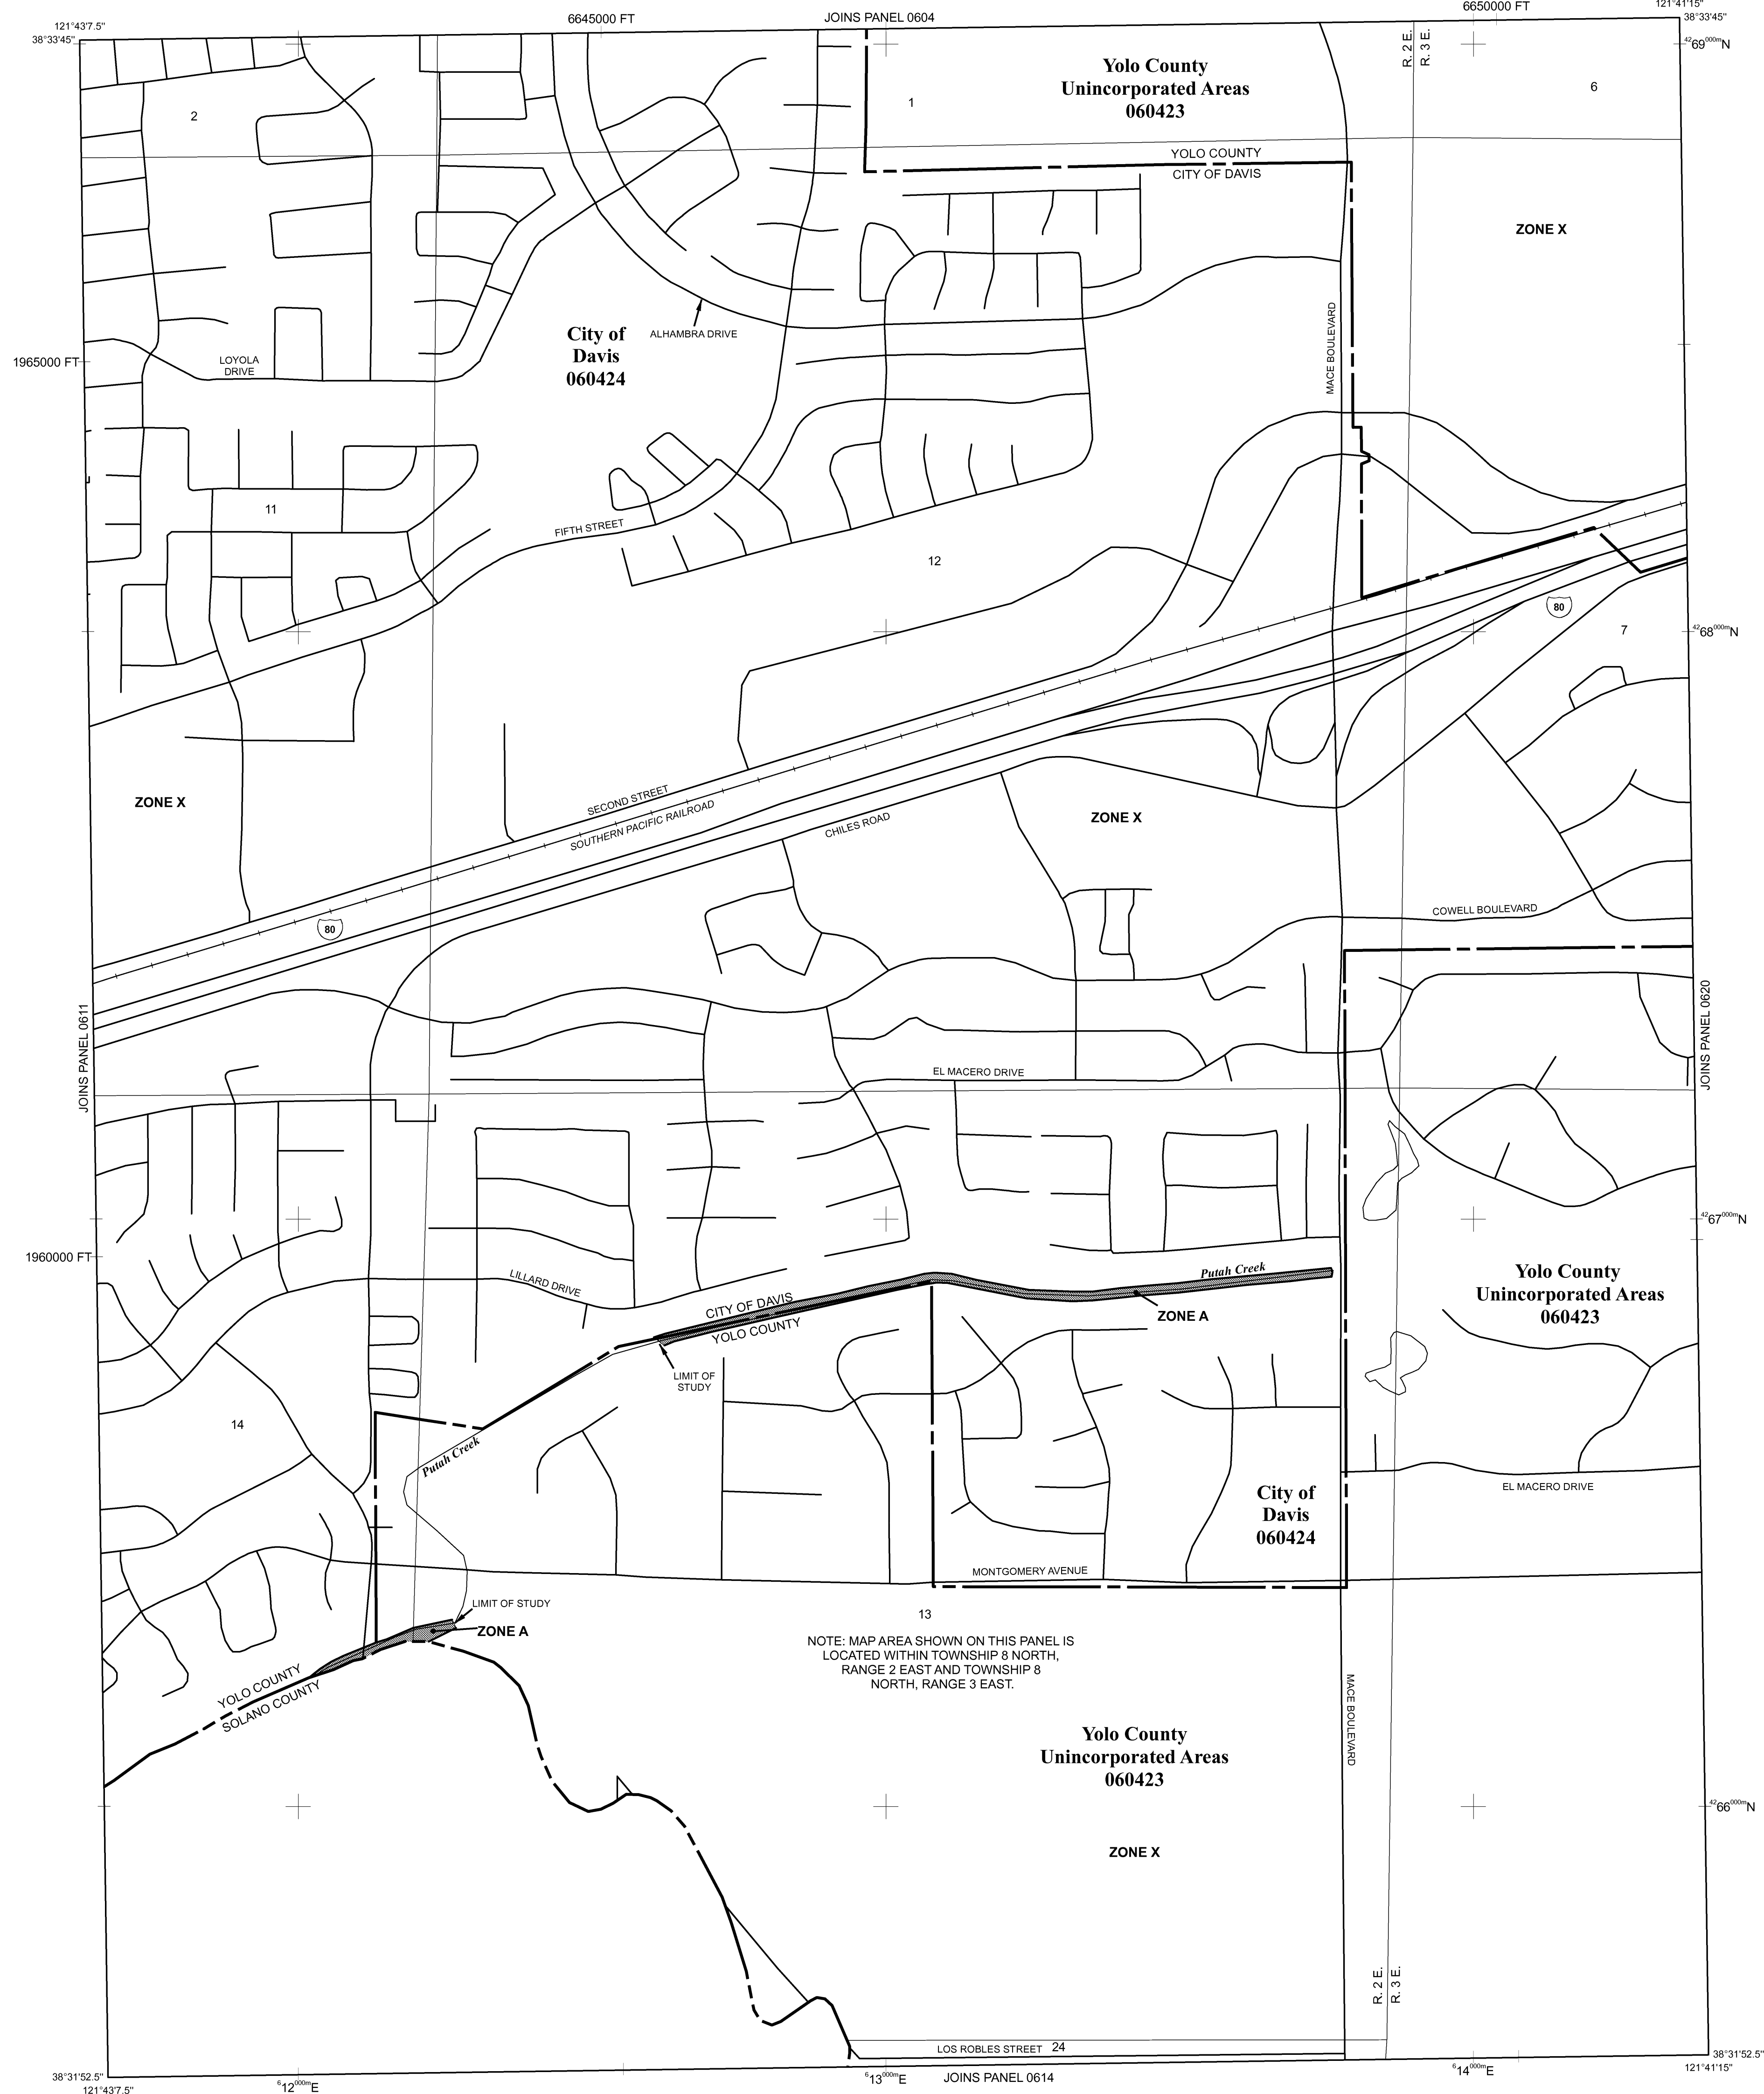 6645000 FT
JOINS PANEL 0604
6650000 FT
121°43'7.5"
38°33'45"
121°41'15"
38°33'45"
4269000m N
R. 2 E.
R. 3 E.
Yolo County
Unincorporated Areas
060423
1
2
6
YOLO COUNTY
CITY OF DAVIS
ZONE X
MACE BOULEVARD
City of
Davis
060424
ALHAMBRA DRIVE
1965000 FT
LOYOLA
DRIVE
11
FIFTH STREET
12
80
7
4268000m N
ZONE X
SECOND STREET
SOUTHERN PACIFIC RAILROAD
CHILES ROAD
ZONE X
80
COWELL BOULEVARD
JOINS PANEL 0611
JOINS PANEL 0620
EL MACERO DRIVE
4267000m N
1960000 FT
LILLARD DRIVE
CITY OF DAVIS
YOLO COUNTY
Putah Creek
ZONE A
Yolo County
Unincorporated Areas
060423
LIMIT OF
STUDY
14
Putah Creek
City of
Davis
060424
EL MACERO DRIVE
MONTGOMERY AVENUE
LIMIT OF STUDY
ZONE A
13
NOTE: MAP AREA SHOWN ON THIS PANEL IS
LOCATED WITHIN TOWNSHIP 8 NORTH,
RANGE 2 EAST AND TOWNSHIP 8
NORTH, RANGE 3 EAST.
YOLO COUNTY
SOLANO COUNTY
MACE BOULEVARD
Yolo County
Unincorporated Areas
060423
4266000m N
ZONE X
R. 2 E.
R. 3 E.
LOS ROBLES STREET
24
38°31'52.5"
121°43'7.5"
612000m E
613000m E
JOINS PANEL 0614
614000m E
38°31'52.5"
121°41'15"